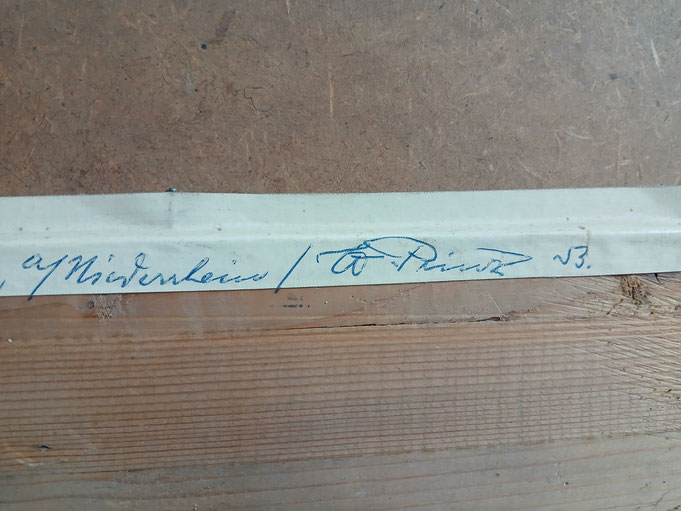 a/Niederrhein / W. Prinz 53.